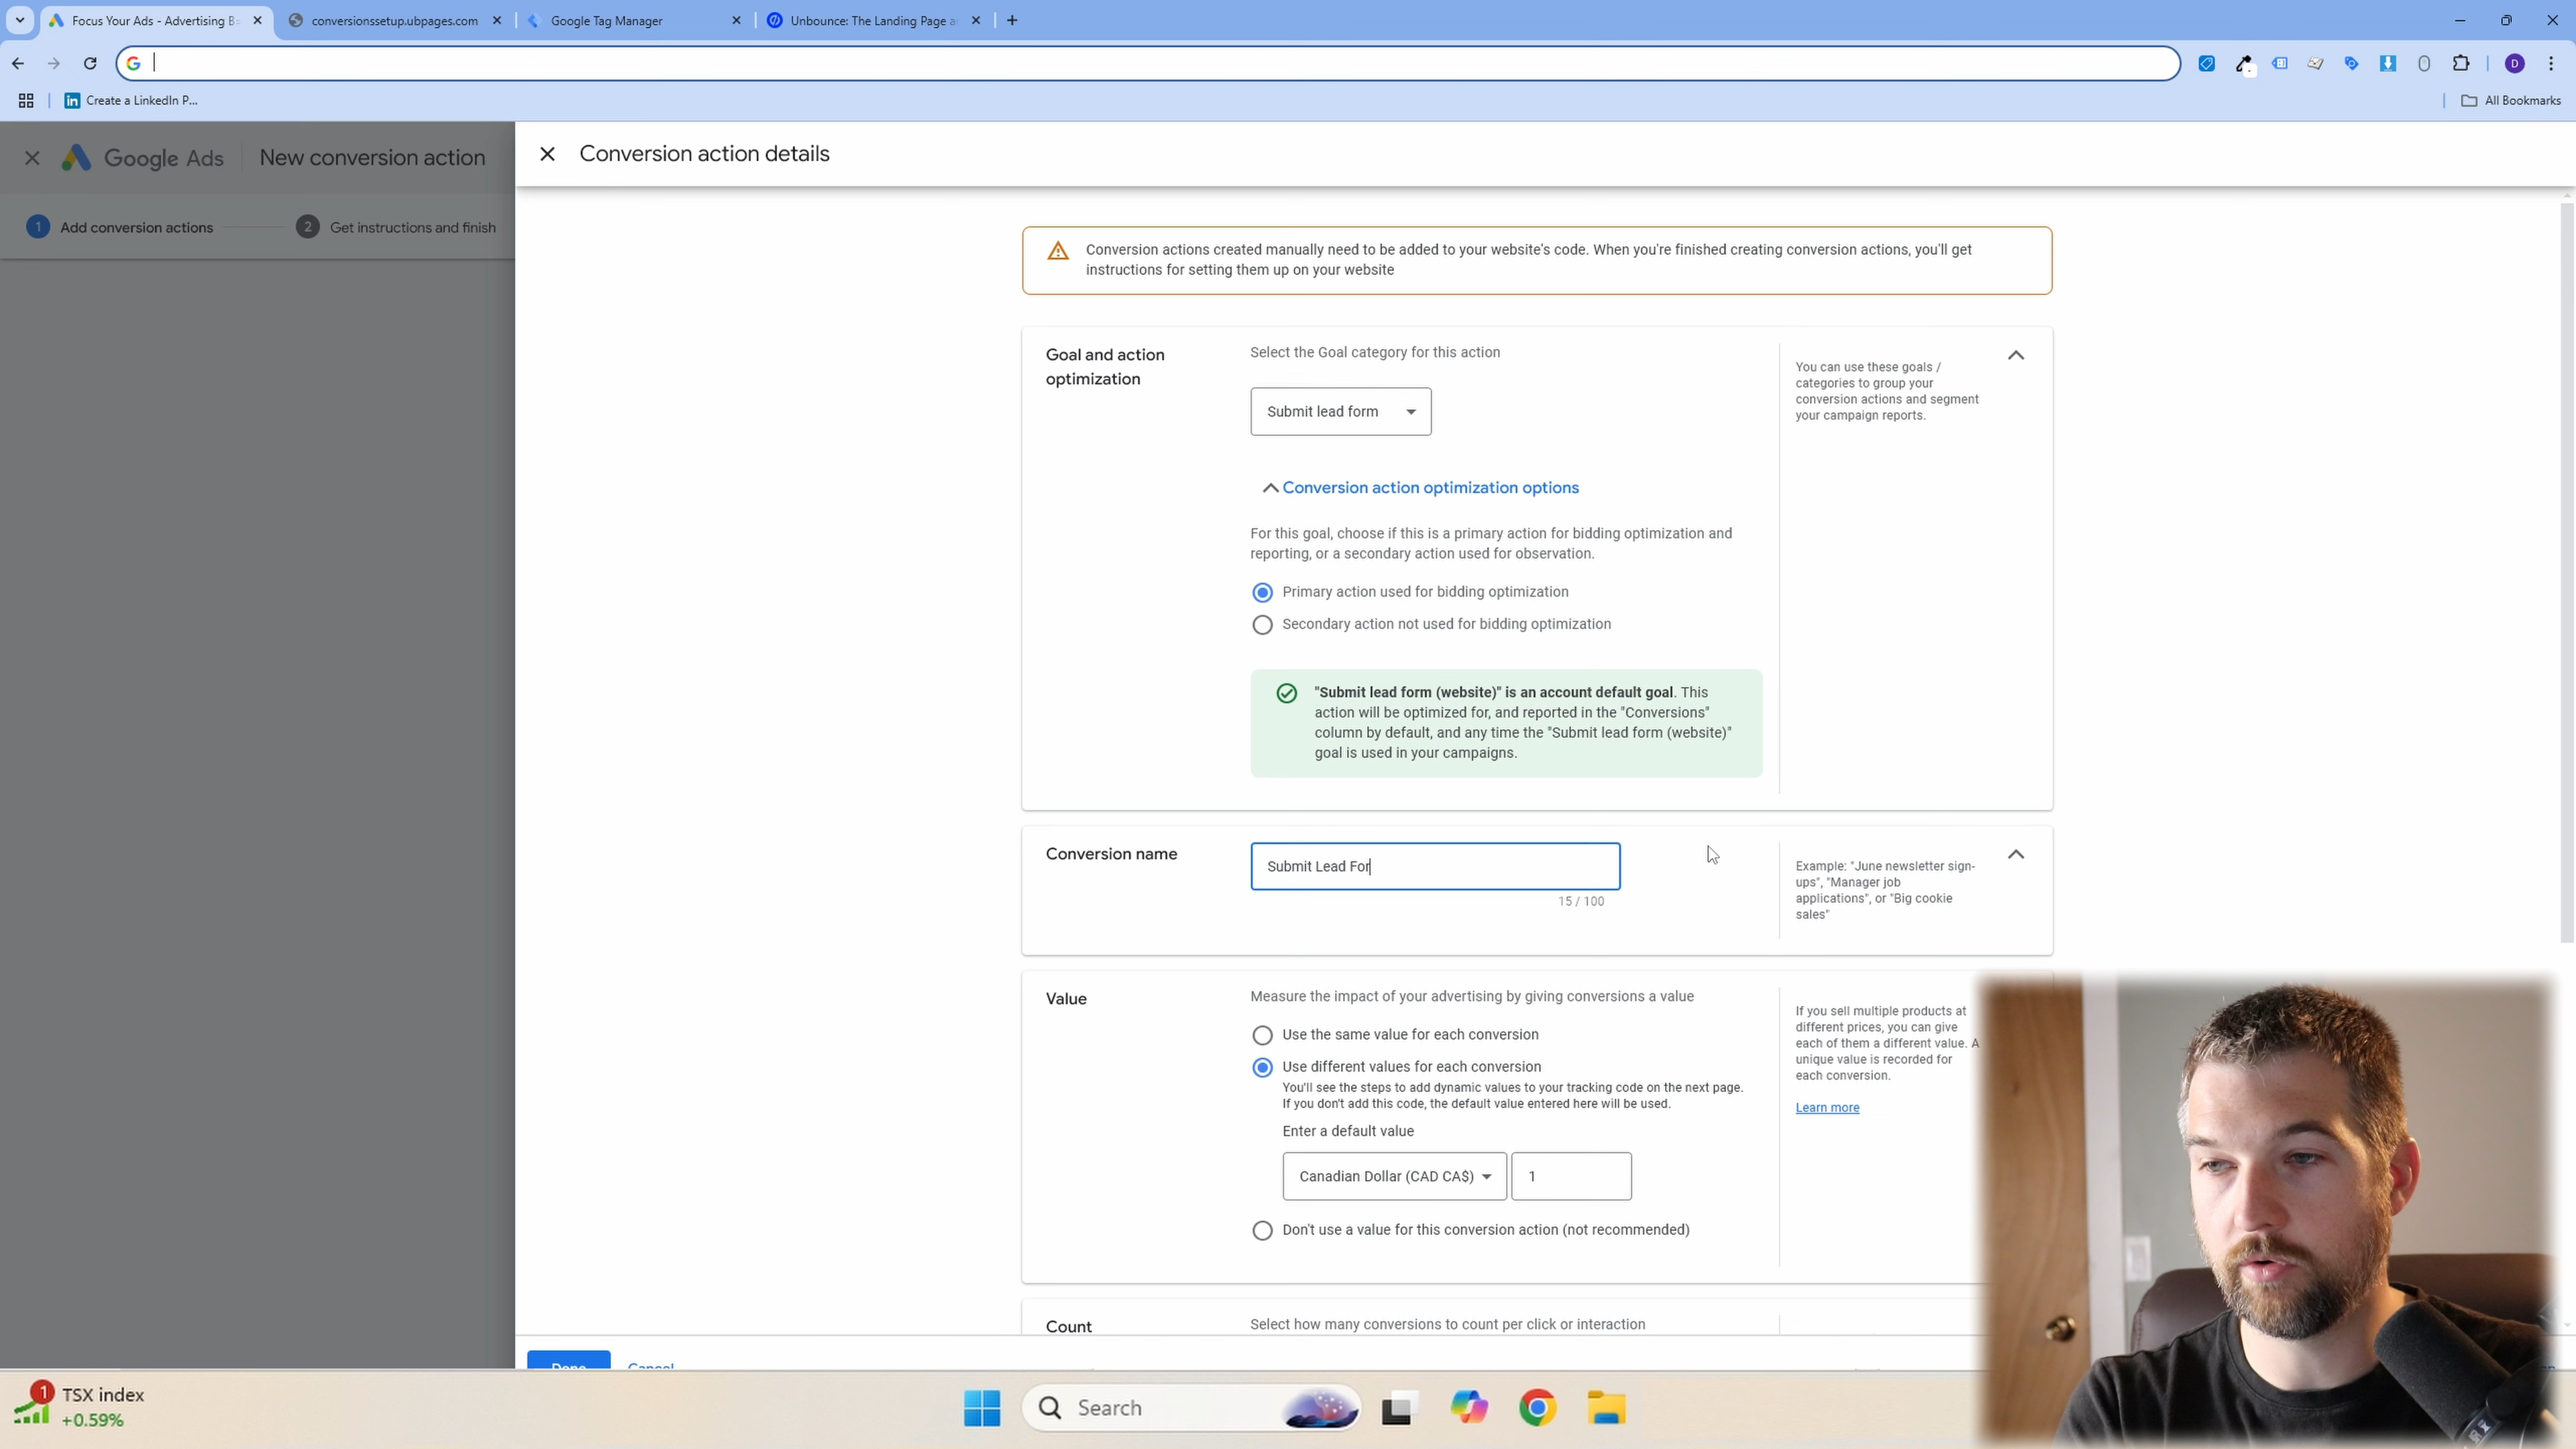 Focus Your Ads - Advertising B
conversionssetup.ubpages.com
Google Tag Manager
Unbounce: The Landing Page a
Create a LinkedIn P...
All Bookmarks
D
Google Ads
New conversion action
1 Add conversion actions
2 Get instructions and finish
Conversion action details
Conversion actions created manually need to be added to your website's code. When you're finished creating conversion actions, you'll get
instructions for setting them up on your website
Goal and action
optimization
Select the Goal category for this action
Submit lead form
You can use these goals /
categories to group your
conversion actions and segment
your campaign reports.
Conversion action optimization options
For this goal, choose if this is a primary action for bidding optimization and
reporting, or a secondary action used for observation.
Primary action used for bidding optimization
Secondary action not used for bidding optimization
"Submit lead form (website)" is an account default goal. This
action will be optimized for, and reported in the "Conversions"
column by default, and any time the "Submit lead form (website)"
goal is used in your campaigns.
Conversion name
Submit Lead For
15 / 100
Example: "June newsletter sign-
ups", "Manager job
applications", or "Big cookie
sales"
Value
Measure the impact of your advertising by giving conversions a value
Use the same value for each conversion
Use different values for each conversion
You'll see the steps to add dynamic values to your tracking code on the next page.
If you don't add this code, the default value entered here will be used.
Enter a default value
Canadian Dollar (CAD CA$)
1
Don't use a value for this conversion action (not recommended)
If you sell multiple products at
different prices, you can give
each of them a different value. A
unique value is recorded for
each conversion.
Learn more
Count
Select how many conversions to count per click or interaction
Done
Cancel
1
TSX index
+0.59%
Search